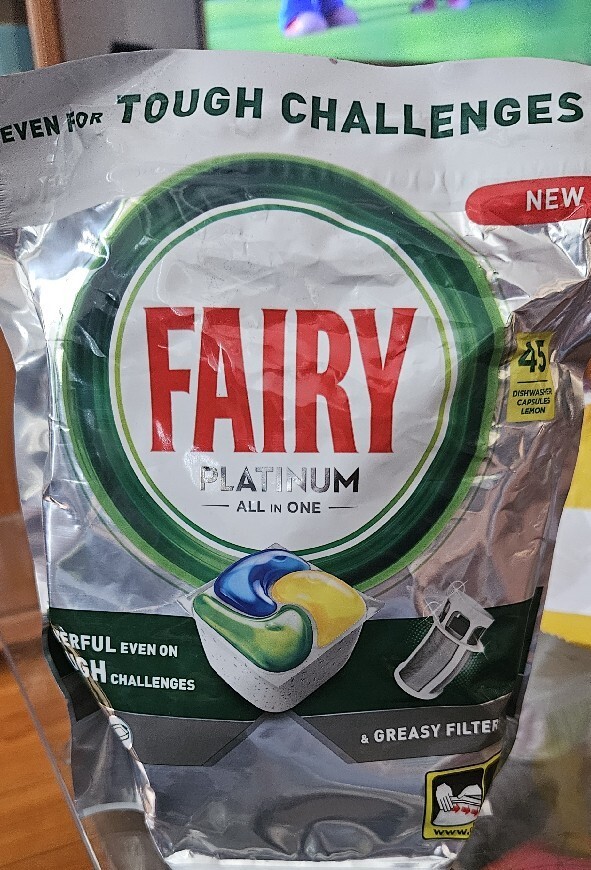 EVEN FOR TOUGH CHALLENGES
NEW
FAIRY
45
DISHWASHER
CAPSULES
LEMON
PLATINUM
ALL IN ONE
ERFUL EVEN ON
GH CHALLENGES
& GREASY FILTER
www.